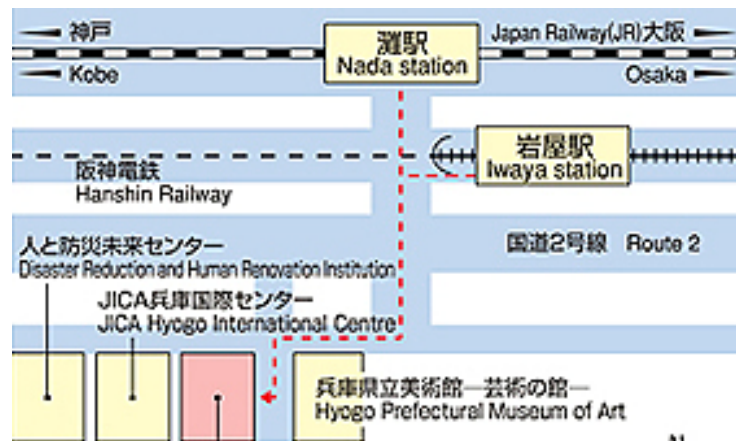 神戸
Kobe
灘駅
Nada station
Japan Railway(JR)大阪
Osaka
阪神電鉄
Hanshin Railway
岩屋駅
Iwaya station
国道2号線 Route 2
人と防災未来センター
Disaster Reduction and Human Renovation Institution
JICA兵庫国際センター
JICA Hyogo International Centre
兵庫県立美術館―芸術の館―
Hyogo Prefectural Museum of Art